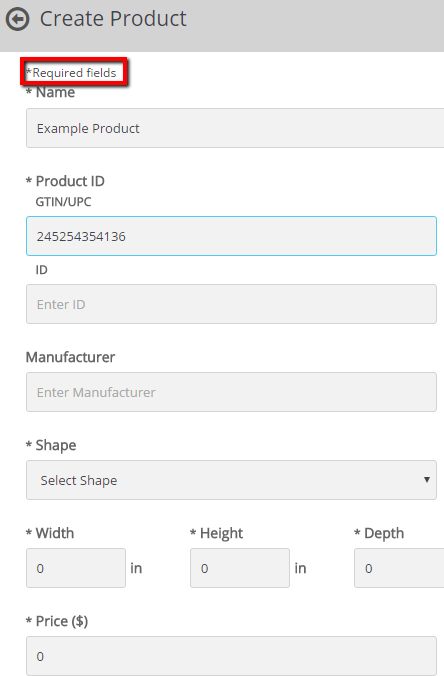 Create Product
*Required fields
* Name
Example Product
* Product ID
GTIN/UPC
245254354136
ID
Enter ID
Manufacturer
Enter Manufacturer
* Shape
Select Shape
* Width * Height * Depth
0 in 0 in 0
* Price ($)
0